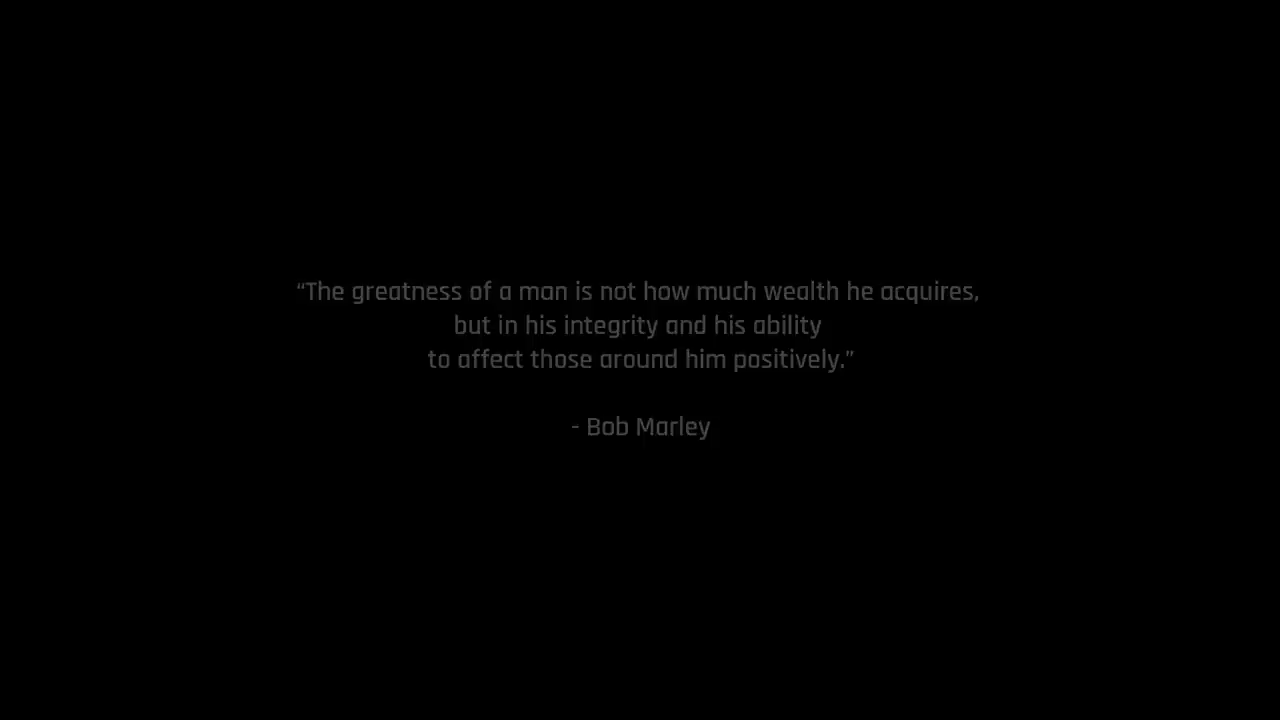 “The greatness of a man is not how much wealth he acquires,
but in his integrity and his ability
to affect those around him positively.”
- Bob Marley